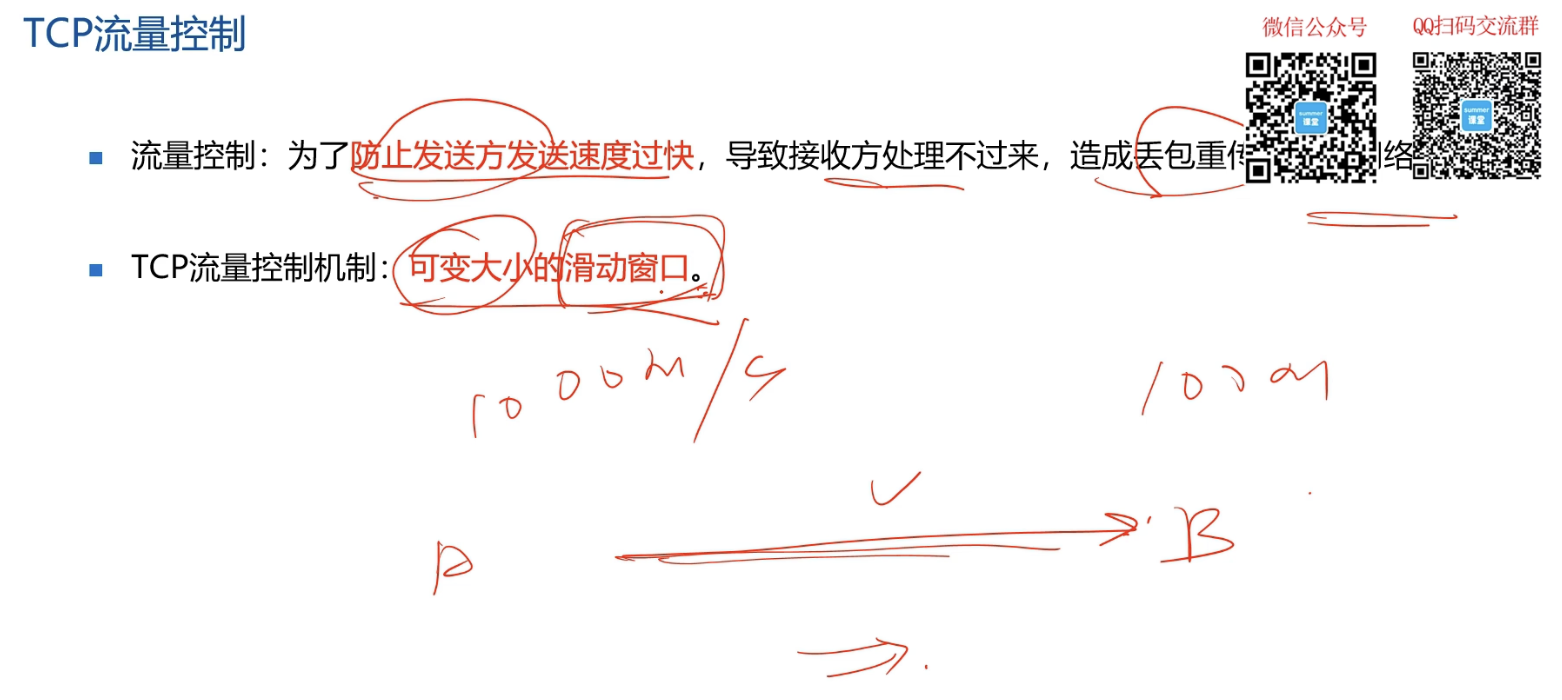 TCP流量控制
微信公众号
QQ扫码交流群
summer
课堂
summer
课堂
流量控制：为了防止发送方发送速度过快，导致接收方处理不过来，造成丢包重传 络
TCP流量控制机制：可变大小的滑动窗口。
1000M/S
100M
A
B